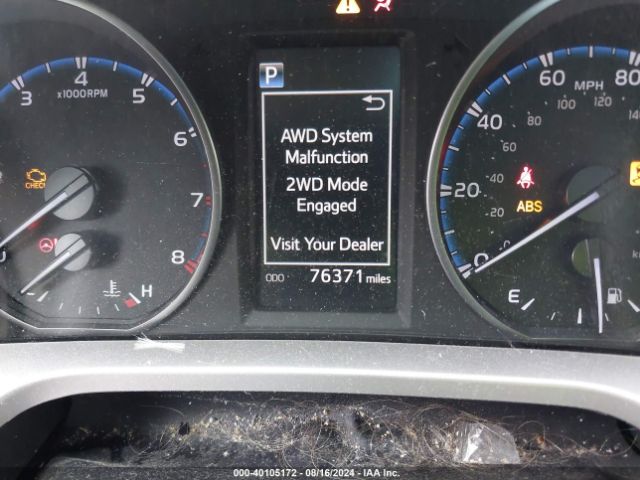 P
AWD System
Malfunction
2WD Mode
Engaged
Visit Your Dealer
ODO 76371 miles
3 4 5 6 7 8
x1000RPM
CHECK
H
0 20 40 60 80
MPH
20 40 60 80 100 120 140
ABS
E
000-40105172 - 08/16/2024 - IAA Inc.